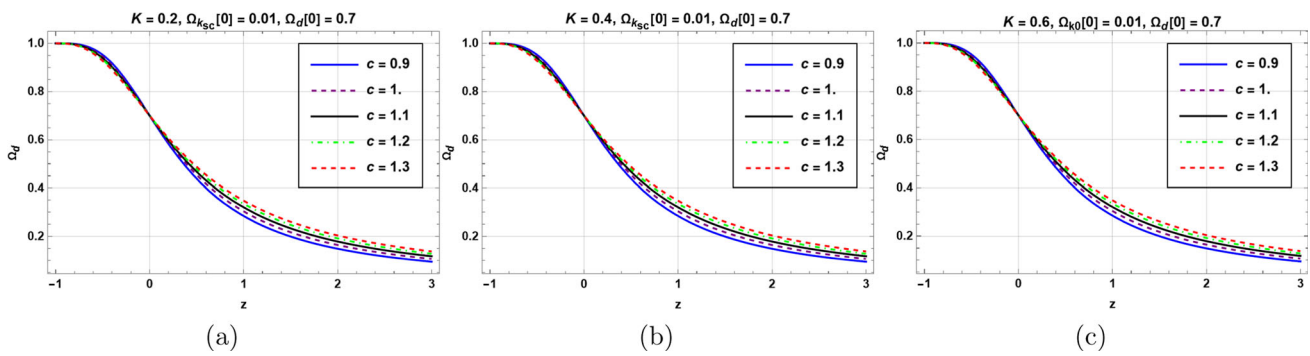 K = 0.2, Ω_{k_{sc}}[0] = 0.01, Ω_d[0] = 0.7
1.0
0.8
0.6
0.4
0.2
Ω_d
c = 0.9
c = 1.
c = 1.1
c = 1.2
c = 1.3
-1
0
1
2
3
z
(a)
K = 0.4, Ω_{k_{sc}}[0] = 0.01, Ω_d[0] = 0.7
1.0
0.8
0.6
0.4
0.2
Ω_d
c = 0.9
c = 1.
c = 1.1
c = 1.2
c = 1.3
-1
0
1
2
3
z
(b)
K = 0.6, Ω_{k0}[0] = 0.01, Ω_d[0] = 0.7
1.0
0.8
0.6
0.4
0.2
Ω_d
c = 0.9
c = 1.
c = 1.1
c = 1.2
c = 1.3
-1
0
1
2
3
z
(c)